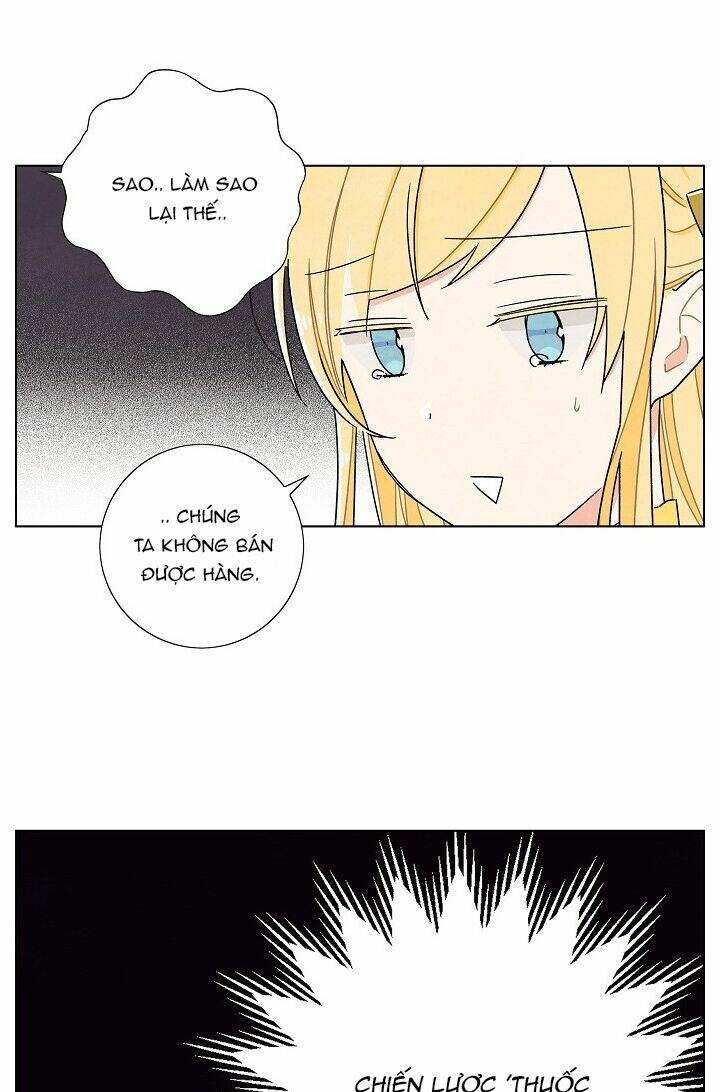 SAO.. LÀM SAO
LẠI THẾ..
.. CHÚNG
TA KHÔNG BÁN
ĐƯỢC HÀNG.
CHIẾN LƯỢC ‘THUỐC